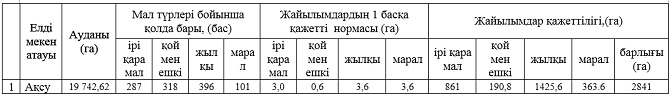 Елді мекен атауы
Ауданы (га)
Мал түрлері бойынша қолда бары, (бас)
Жайылымдардың 1 басқа қажетті нормасы (га)
Жайылымдар қажеттілігі,(га)
ірі қара мал
қой мен ешкі
жылқы
марал
ірі қара мал
қой мен ешкі
жылқы
марал
ірі қара мал
қой мен ешкі
жылқы
марал
барлығы (га)
1 Ақсу 19 742,62 287 318 396 101 3,0 0,6 3,6 3,6 861 190,8 1425,6 363.6 2841